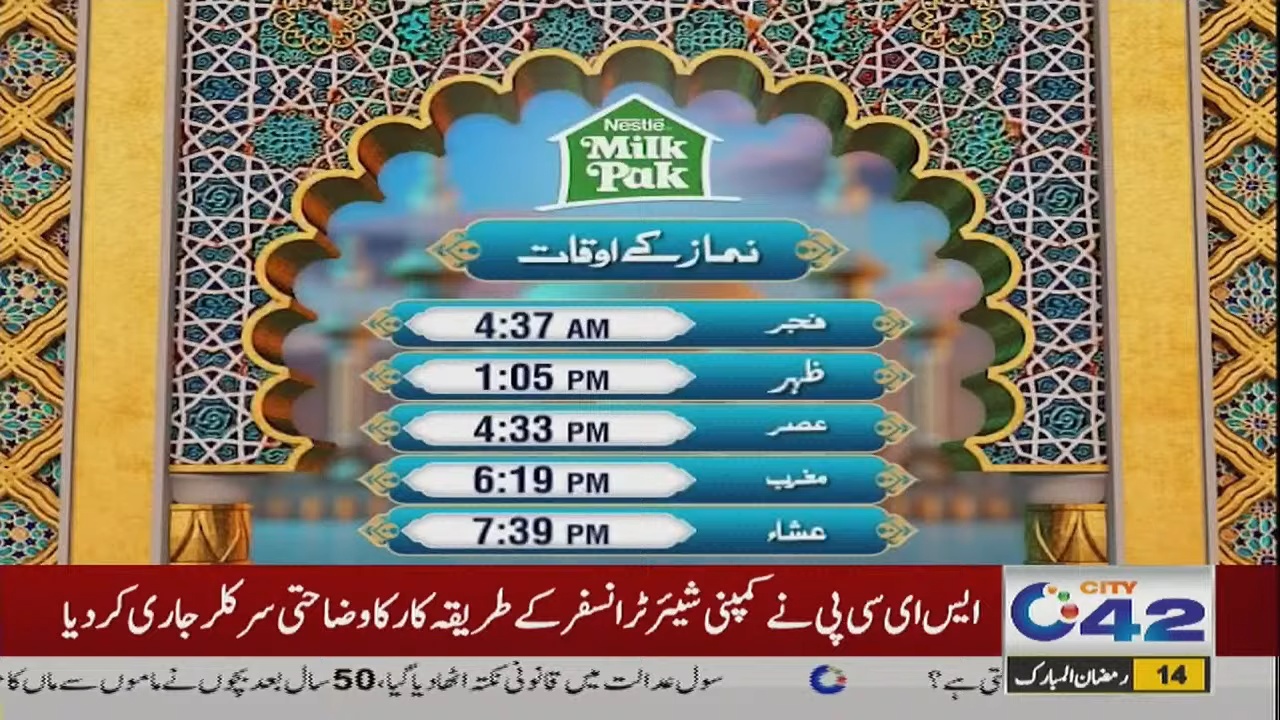 Nestlé
Milk
Pak
نماز کے اوقات
فجر 4:37 AM
ظہر 1:05 PM
عصر 4:33 PM
مغرب 6:19 PM
عشاء 7:39 PM
ایس ای سی پی نے کمپنی شیئر ٹرانسفر کے طریقہ کار کا وضاحتی سرکلر جاری کر دیا
CITY
42
14 رمضان المبارک
تی ہے؟ سول عدالت میں قانونی نکتہ اٹھا دیا گیا، 50 سال بعد بچوں نے ماموں سے ماں کا